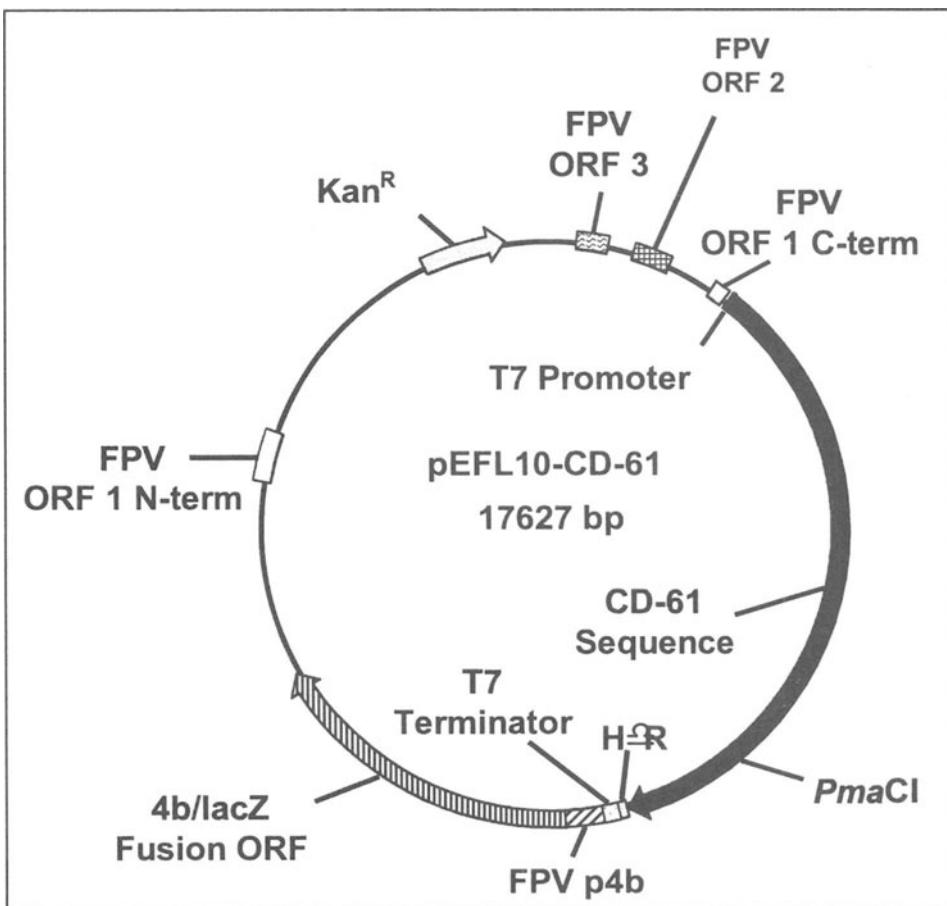 FPV
ORF 2
FPV
ORF 3
Kan^R
FPV
ORF 1 C-term
T7 Promoter
FPV
ORF 1 N-term
pEFL10-CD-61
17627 bp
CD-61
Sequence
T7
Terminator
PmaCI
4b/lacZ
Fusion ORF
FPV p4b